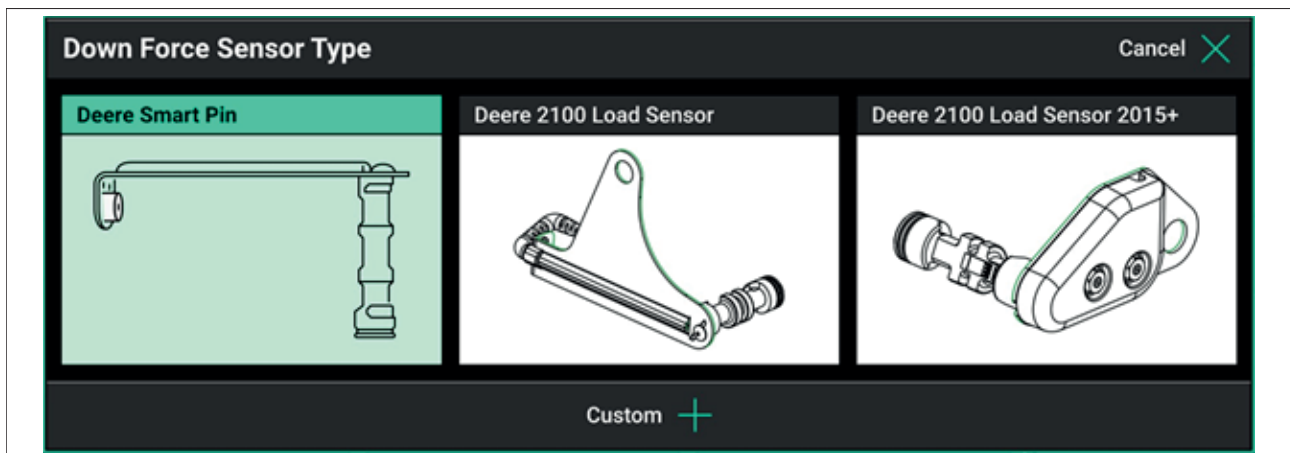 Down Force Sensor Type
Cancel
Deere Smart Pin
Deere 2100 Load Sensor
Deere 2100 Load Sensor 2015+
Custom